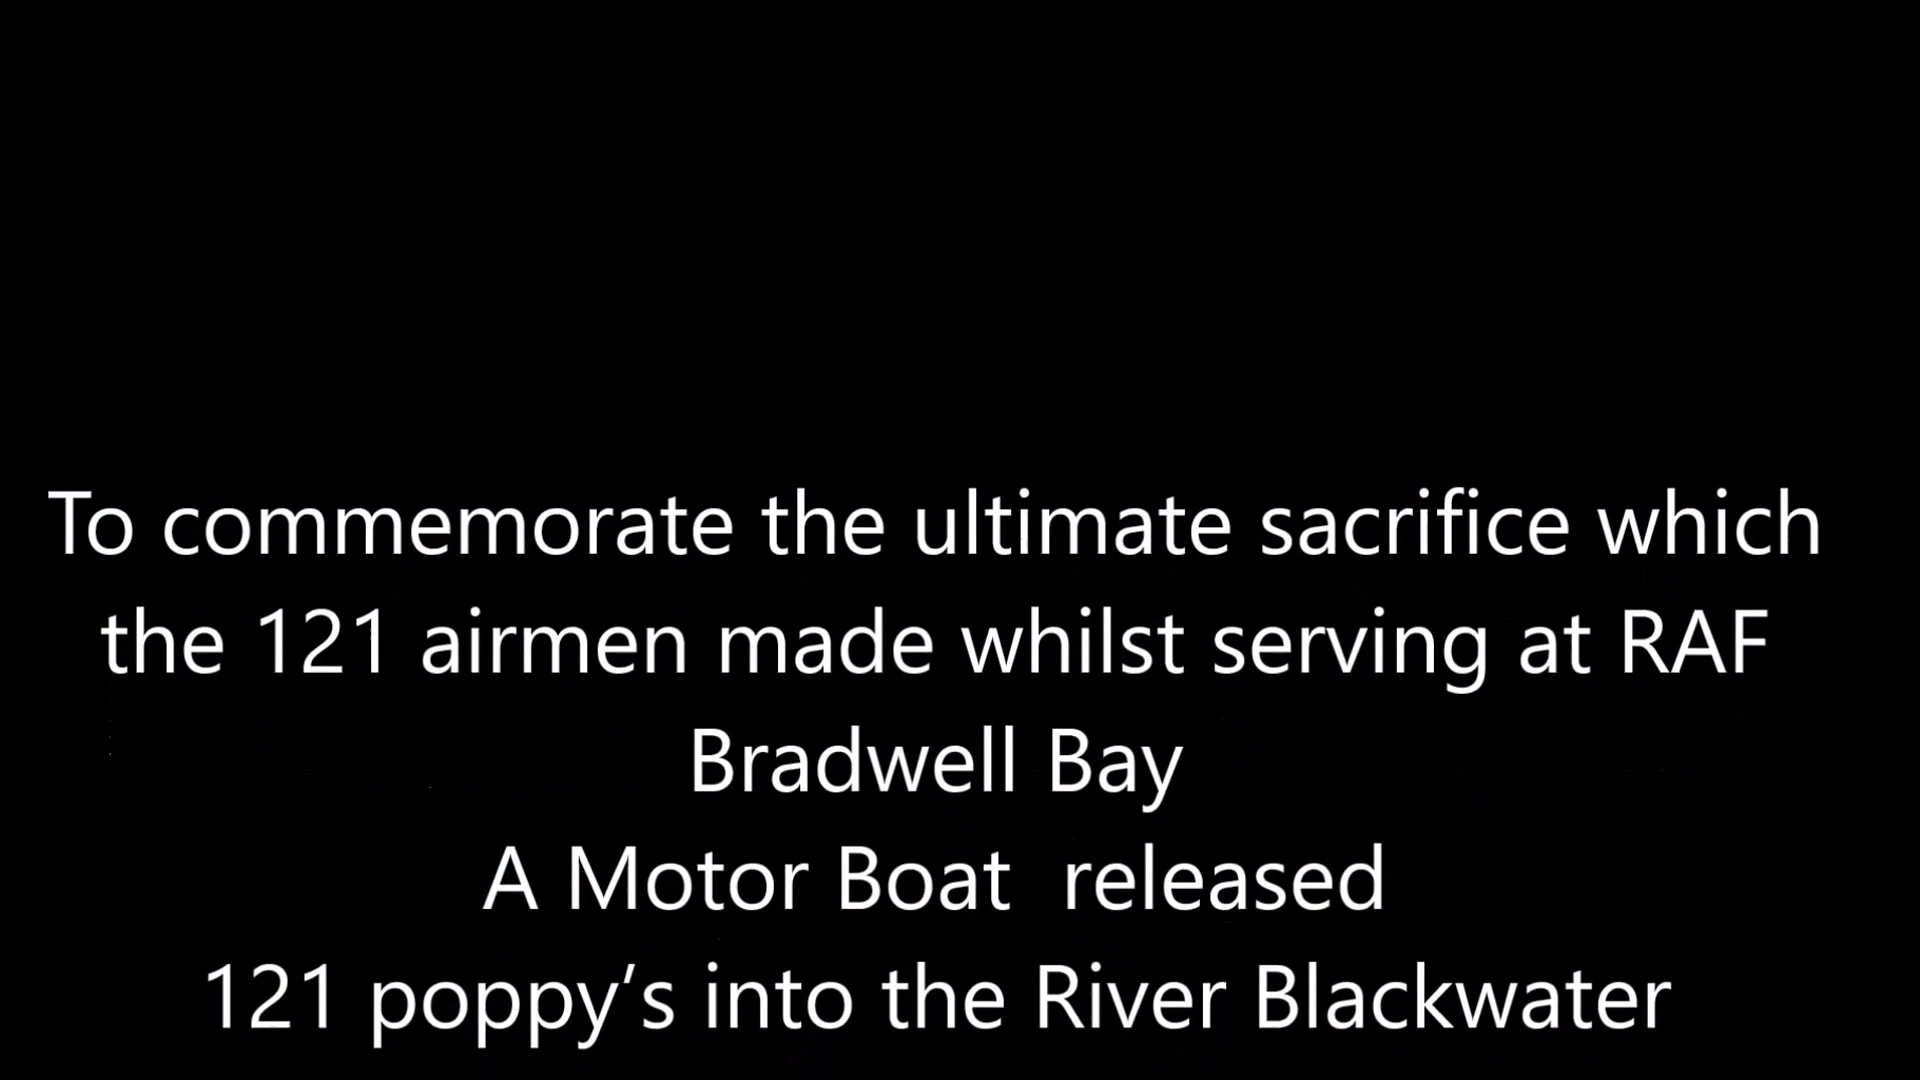 To commemorate the ultimate sacrifice which
the 121 airmen made whilst serving at RAF
Bradwell Bay
A Motor Boat  released
121 poppy’s into the River Blackwater